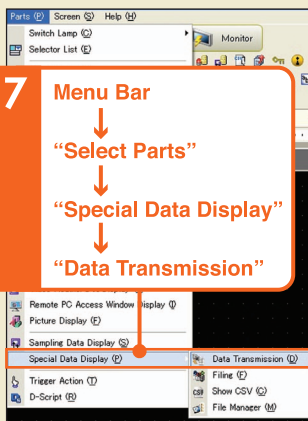 Parts (P) Screen (S) Help (H)
Switch Lamp (C)
Selector List (E)
Monitor
7
Menu Bar
↓
“Select Parts”
↓
“Special Data Display”
↓
“Data Transmission”
Remote PC Access Window Display (I)
Picture Display (F)
Sampling Data Display (S)
Special Data Display (P)
Data Transmission (D)
Trigger Action (T)
Filing (F)
D-Script (R)
CSV Show CSV (C)
File Manager (M)